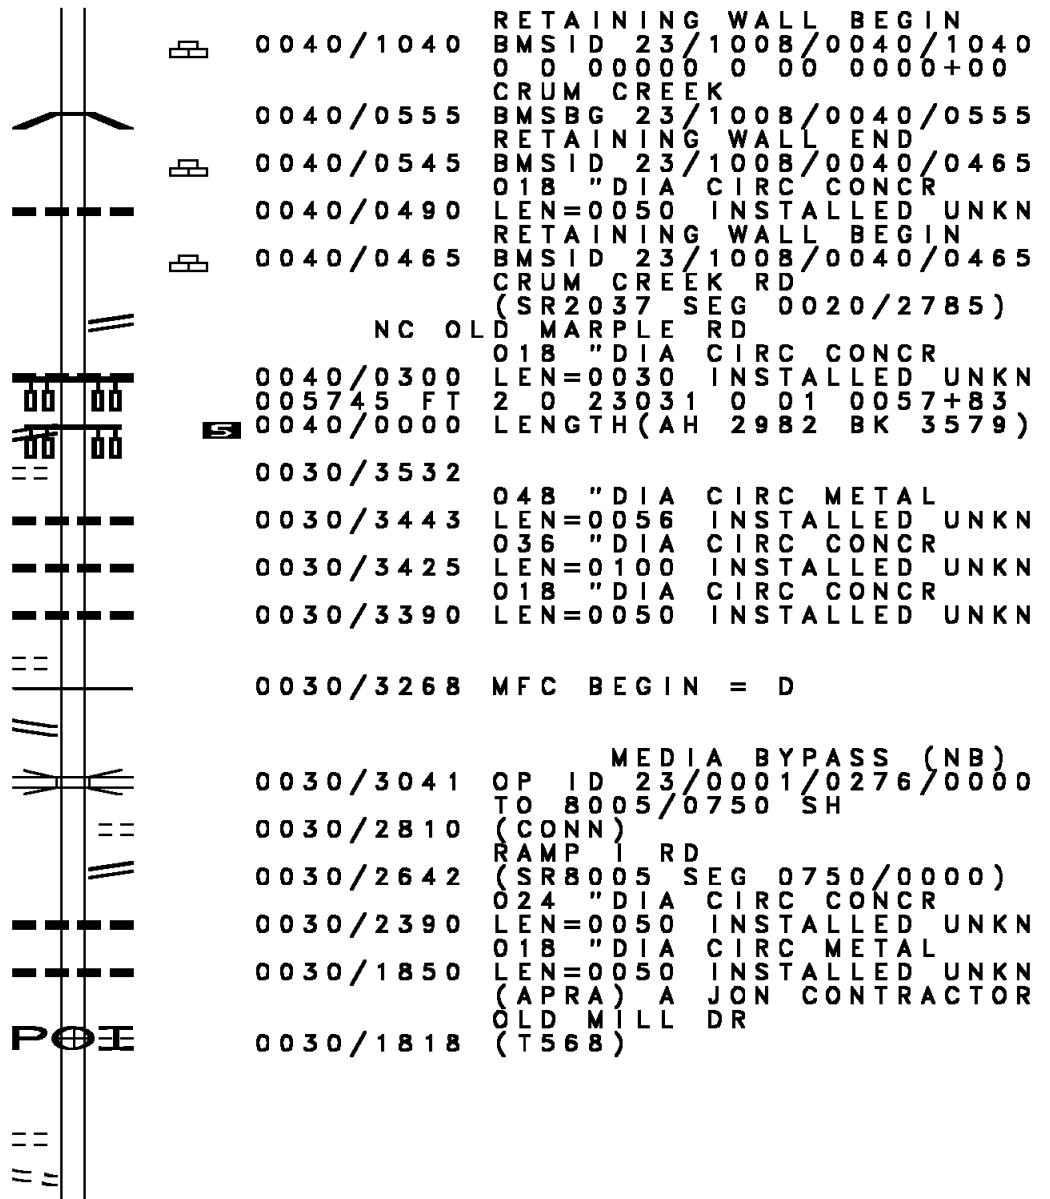 RETAINING WALL BEGIN
0040/1040 BMSID 23/1008/0040/1040
0 0 00000 0 00 0000+00
CRUM CREEK
0040/0555 BMSBG 23/1008/0040/0555
RETAINING WALL END
0040/0545 BMSID 23/1008/0040/0465
018 "DIA CIRC CONCR
0040/0490 LEN=0050 INSTALLED UNKN
RETAINING WALL BEGIN
0040/0465 BMSID 23/1008/0040/0465
CRUM CREEK RD
(SR2037 SEG 0020/2785)
NC OLD MARPLE RD
018 "DIA CIRC CONCR
0040/0300 LEN=0030 INSTALLED UNKN
005745 FT 2 0 23031 0 01 0057+83
S 0040/0000 LENGTH(AH 2982 BK 3579)
0030/3532
048 "DIA CIRC METAL
0030/3443 LEN=0056 INSTALLED UNKN
036 "DIA CIRC CONCR
0030/3425 LEN=0100 INSTALLED UNKN
018 "DIA CIRC CONCR
0030/3390 LEN=0050 INSTALLED UNKN
0030/3268 MFC BEGIN = D
MEDIA BYPASS (NB)
0030/3041 OP ID 23/0001/0276/0000
TO 8005/0750 SH
0030/2810 (CONN)
RAMP I RD
0030/2642 (SR8005 SEG 0750/0000)
024 "DIA CIRC CONCR
0030/2390 LEN=0050 INSTALLED UNKN
018 "DIA CIRC METAL
0030/1850 LEN=0050 INSTALLED UNKN
(APRA) A JON CONTRACTOR
OLD MILL DR
POI 0030/1818 (T568)